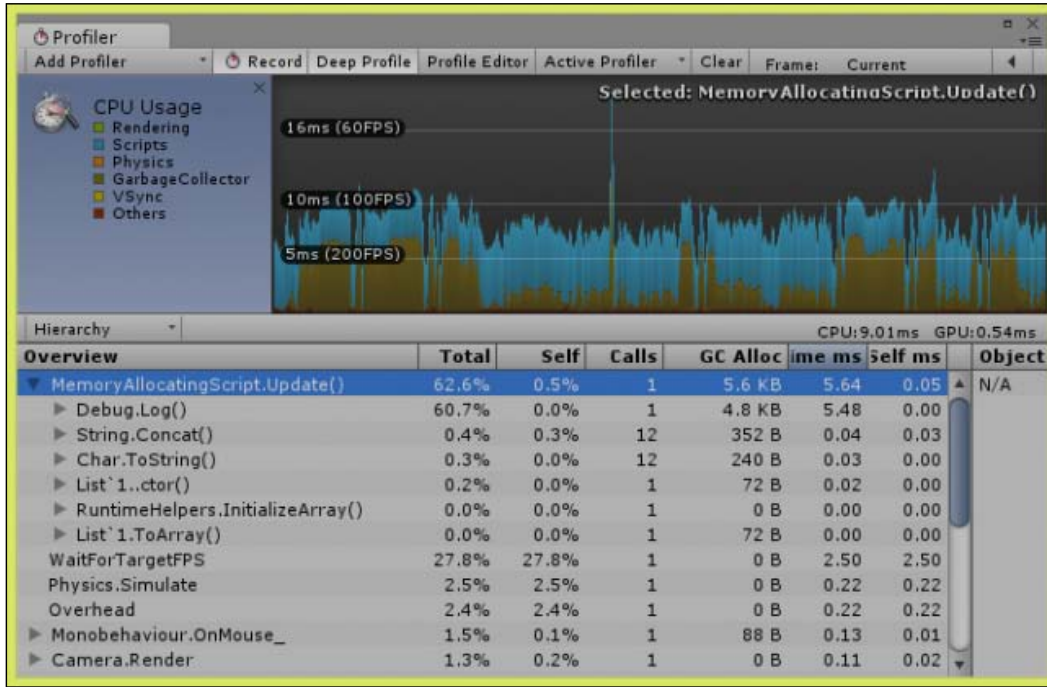 Profiler
Add Profiler Record Deep Profile Profile Editor Active Profiler Clear Frame: Current
CPU Usage
Rendering
Scripts
Physics
GarbageCollector
VSync
Others
Selected: MemoryAllocatingScript.Update()
16ms (60FPS)
10ms (100FPS)
5ms (200FPS)
Hierarchy CPU:9.01ms GPU:0.54ms
Overview Total Self Calls GC Alloc ime ms Self ms Object
MemoryAllocatingScript.Update() 62.6% 0.5% 1 5.6 KB 5.64 0.05 N/A
Debug.Log() 60.7% 0.0% 1 4.8 KB 5.48 0.00
String.Concat() 0.4% 0.3% 12 352 B 0.04 0.03
Char.ToString() 0.3% 0.0% 12 240 B 0.03 0.00
List`1..ctor() 0.2% 0.0% 1 72 B 0.02 0.00
RuntimeHelpers.InitializeArray() 0.0% 0.0% 1 0 B 0.00 0.00
List`1.ToArray() 0.0% 0.0% 1 72 B 0.00 0.00
WaitForTargetFPS 27.8% 27.8% 1 0 B 2.50 2.50
Physics.Simulate 2.5% 2.5% 1 0 B 0.22 0.22
Overhead 2.4% 2.4% 1 0 B 0.22 0.22
Monobehaviour.OnMouse_ 1.5% 0.1% 1 88 B 0.13 0.01
Camera.Render 1.3% 0.2% 1 0 B 0.11 0.02